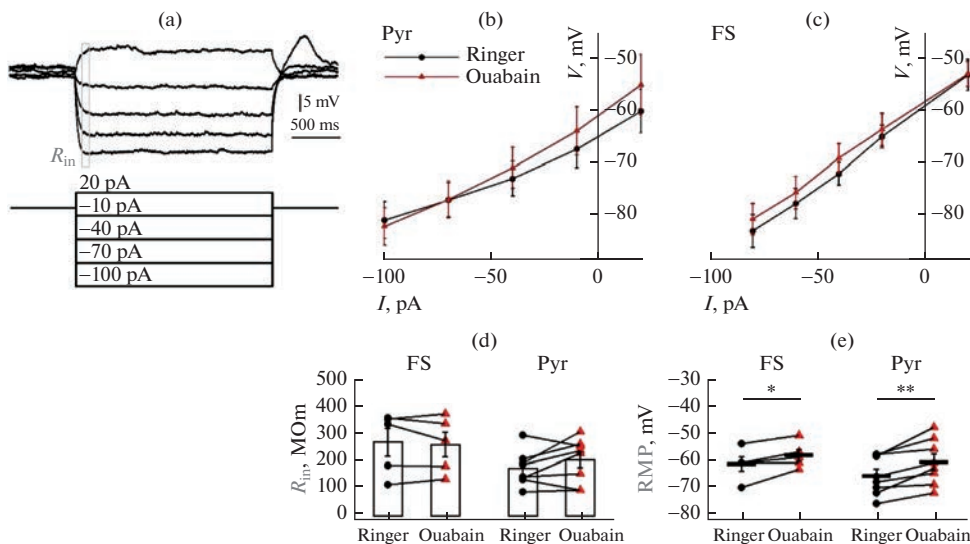 (a)
5 mV
500 ms
R in
20 pA
–10 pA
–40 pA
–70 pA
–100 pA
(b)
Pyr
Ringer
Ouabain
V, mV
–50
–60
–70
–80
–100
–50
0
I, pA
(c)
FS
V, mV
–50
–60
–70
–80
–100
–50
0
I, pA
(d)
FS
Pyr
R in, MOm
500
400
300
200
100
0
Ringer Ouabain
Ringer Ouabain
(e)
FS
Pyr
RMP, mV
–30
–40
–50
–60
–70
–80
*
**
Ringer Ouabain
Ringer Ouabain